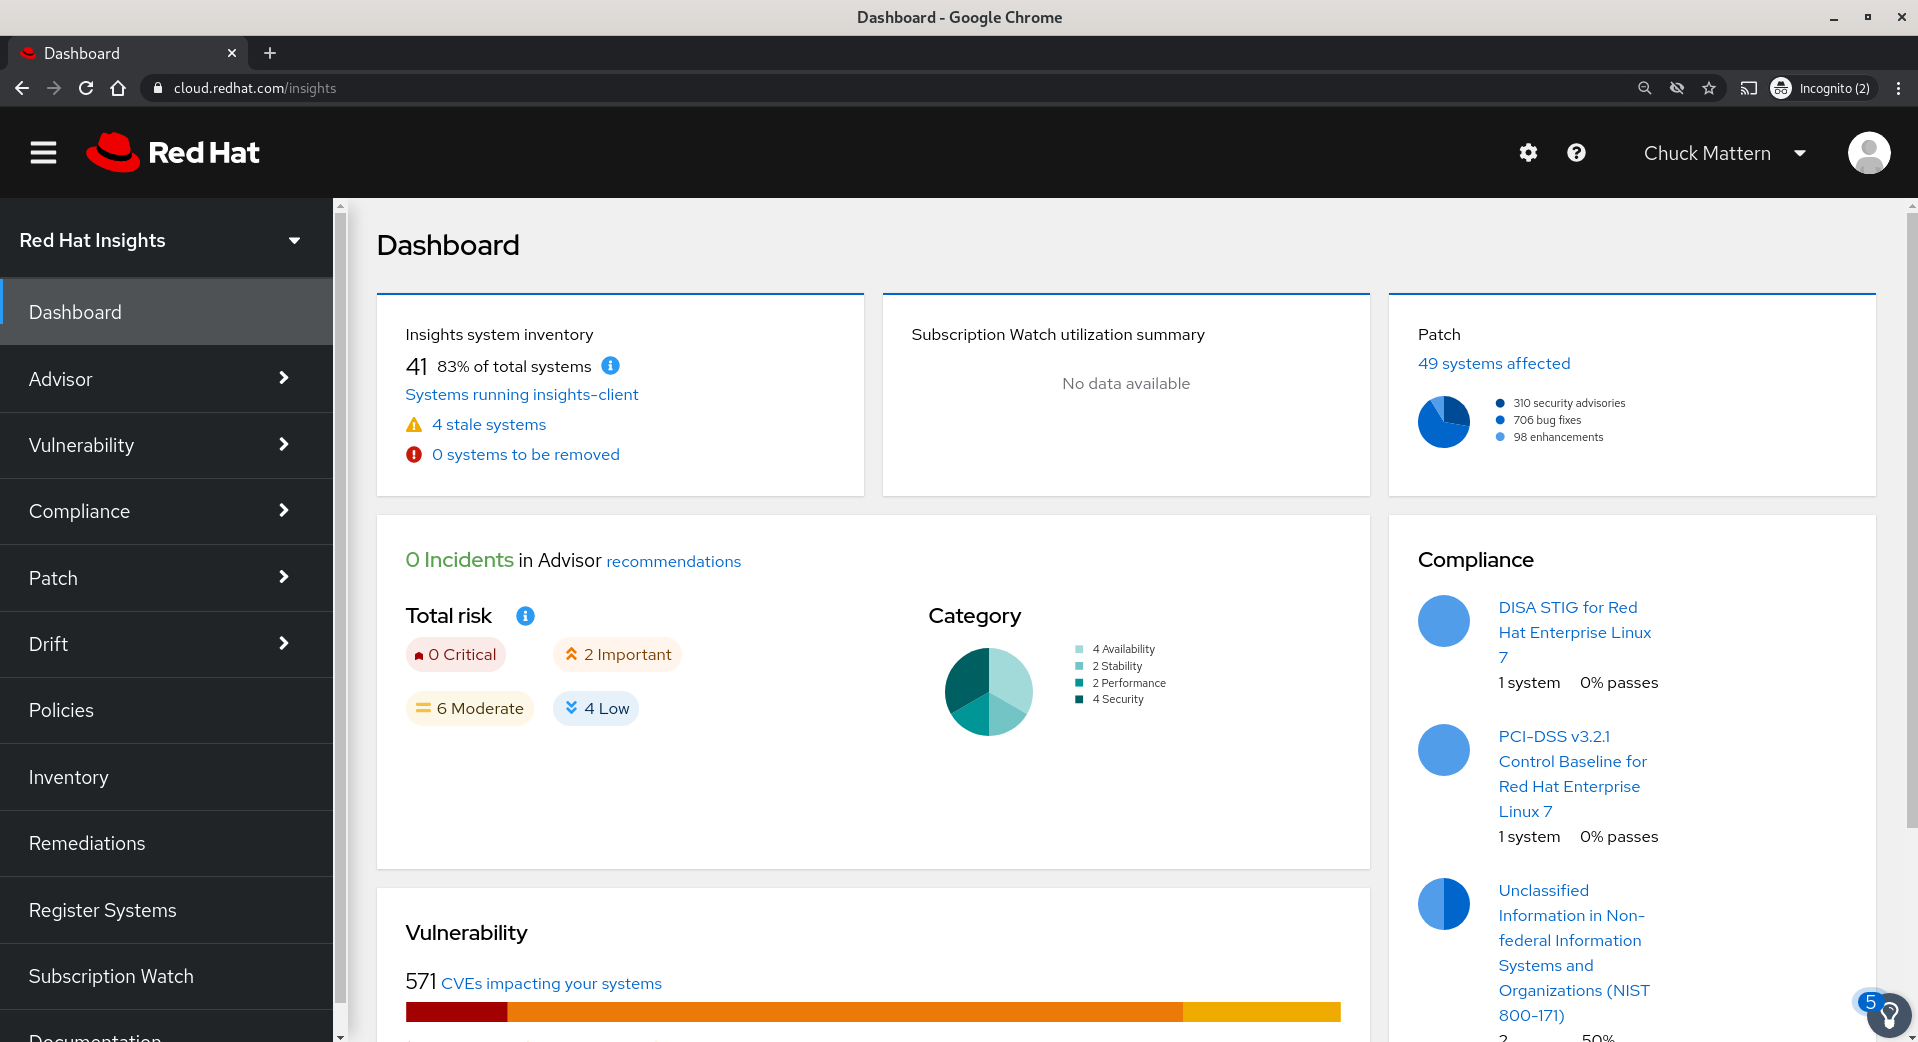 Dashboard - Google Chrome
Dashboard
cloud.redhat.com/insights
Incognito (2)
Red Hat
Chuck Mattern
Red Hat Insights
Dashboard
Advisor
Vulnerability
Compliance
Patch
Drift
Policies
Inventory
Remediations
Register Systems
Subscription Watch
Documentation
Dashboard
Insights system inventory
41 83% of total systems
Systems running insights-client
4 stale systems
0 systems to be removed
Subscription Watch utilization summary
No data available
Patch
49 systems affected
310 security advisories
706 bug fixes
98 enhancements
0 Incidents in Advisor recommendations
Total risk
0 Critical
2 Important
6 Moderate
4 Low
Category
4 Availability
2 Stability
2 Performance
4 Security
Vulnerability
571 CVEs impacting your systems
Compliance
DISA STIG for Red
Hat Enterprise Linux
7
1 system 0% passes
PCI-DSS v3.2.1
Control Baseline for
Red Hat Enterprise
Linux 7
1 system 0% passes
Unclassified
Information in Non-
federal Information
Systems and
Organizations (NIST
800-171)
2 50%
5